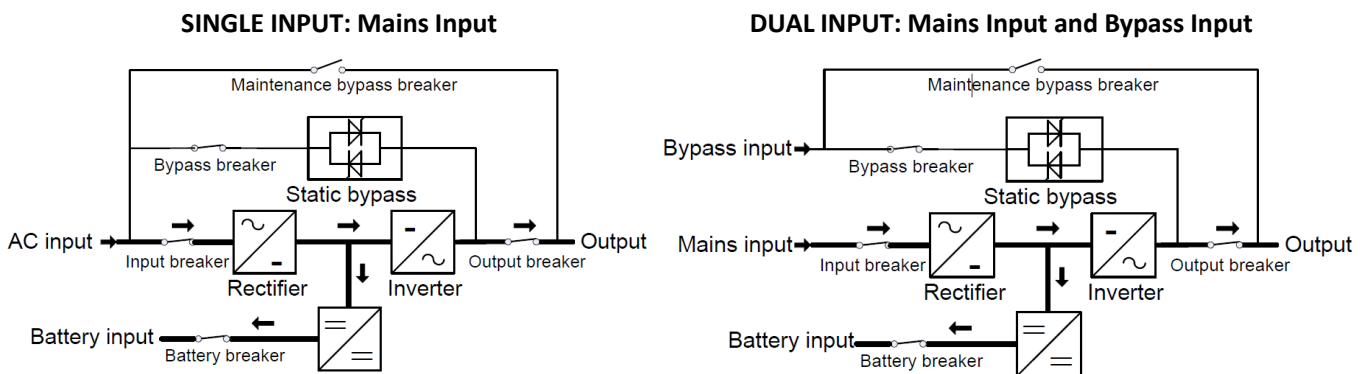 SINGLE INPUT: Mains Input
Maintenance bypass breaker
Bypass breaker
Static bypass
AC input
Input breaker
Rectifier
Inverter
Output breaker
Output
Battery input
Battery breaker
DUAL INPUT: Mains Input and Bypass Input
Maintenance bypass breaker
Bypass input
Bypass breaker
Static bypass
Mains input
Input breaker
Rectifier
Inverter
Output breaker
Output
Battery input
Battery breaker